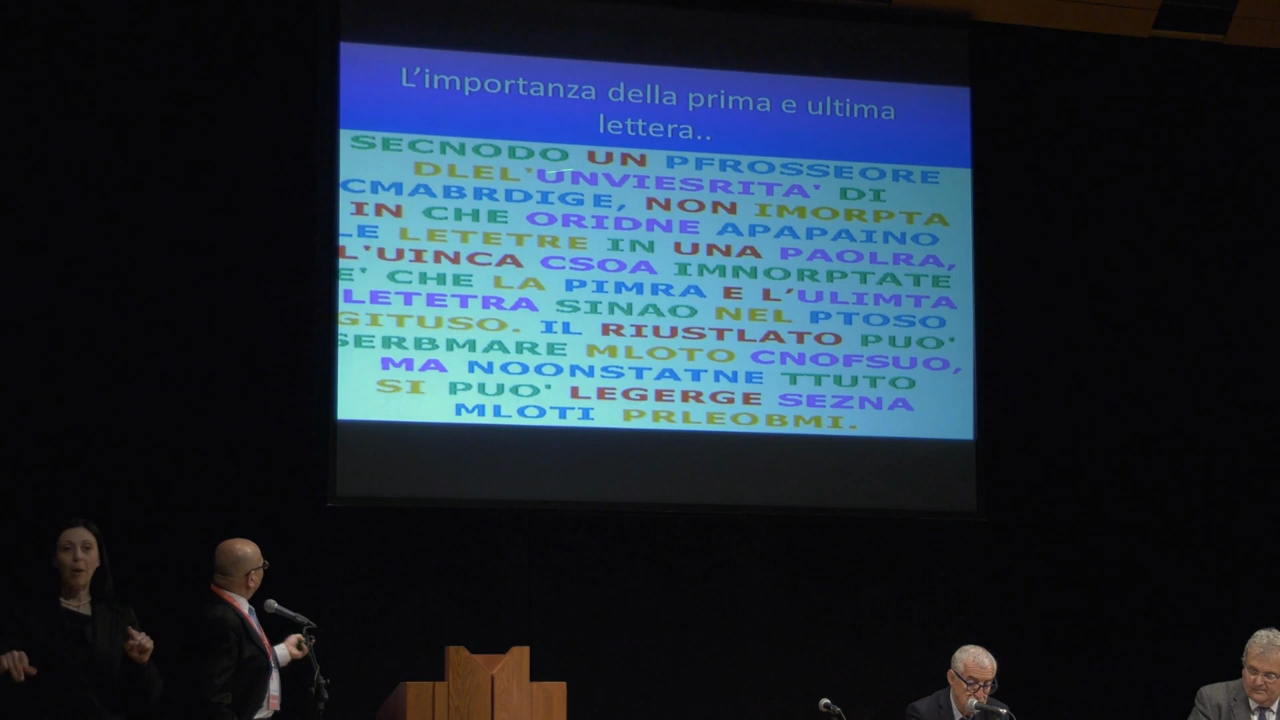 L'importanza della prima e ultima
lettera..
SECNODO UN PFROSSEORE
DLEL'UNVIESRITA' DI
CMABRDIGE, NON IMORPTA
IN CHE ORIDNE APAPAINO
LE LETETRE IN UNA PAOLRA,
L'UINCA CSOA IMNORPTATE
E' CHE LA PIMRA E L'ULIMTA
LETETRA SINAO NEL PTOSO
GITUSO. IL RIUSTLATO PUO'
SERBMARE MLOTO CNOFSUO,
MA NOONSTATNE TTUTO
SI PUO' LEGERGE SEZNA
MLOTI PRLEOBMI.